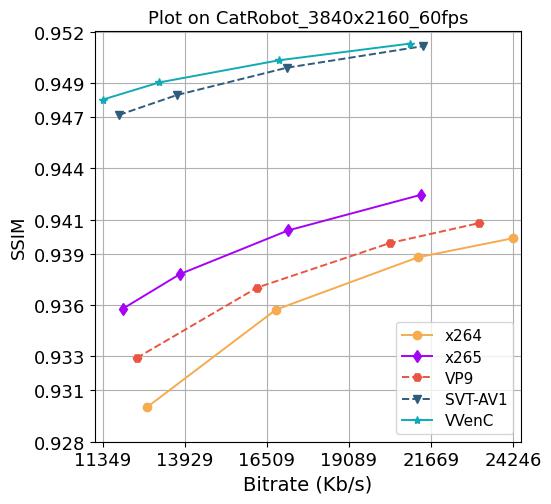 Plot on CatRobot_3840x2160_60fps
SSIM
0.952
0.949
0.947
0.944
0.941
0.939
0.936
0.933
0.931
0.928
x264
x265
VP9
SVT-AV1
VVenC
11349 13929 16509 19089 21669 24246
Bitrate (Kb/s)